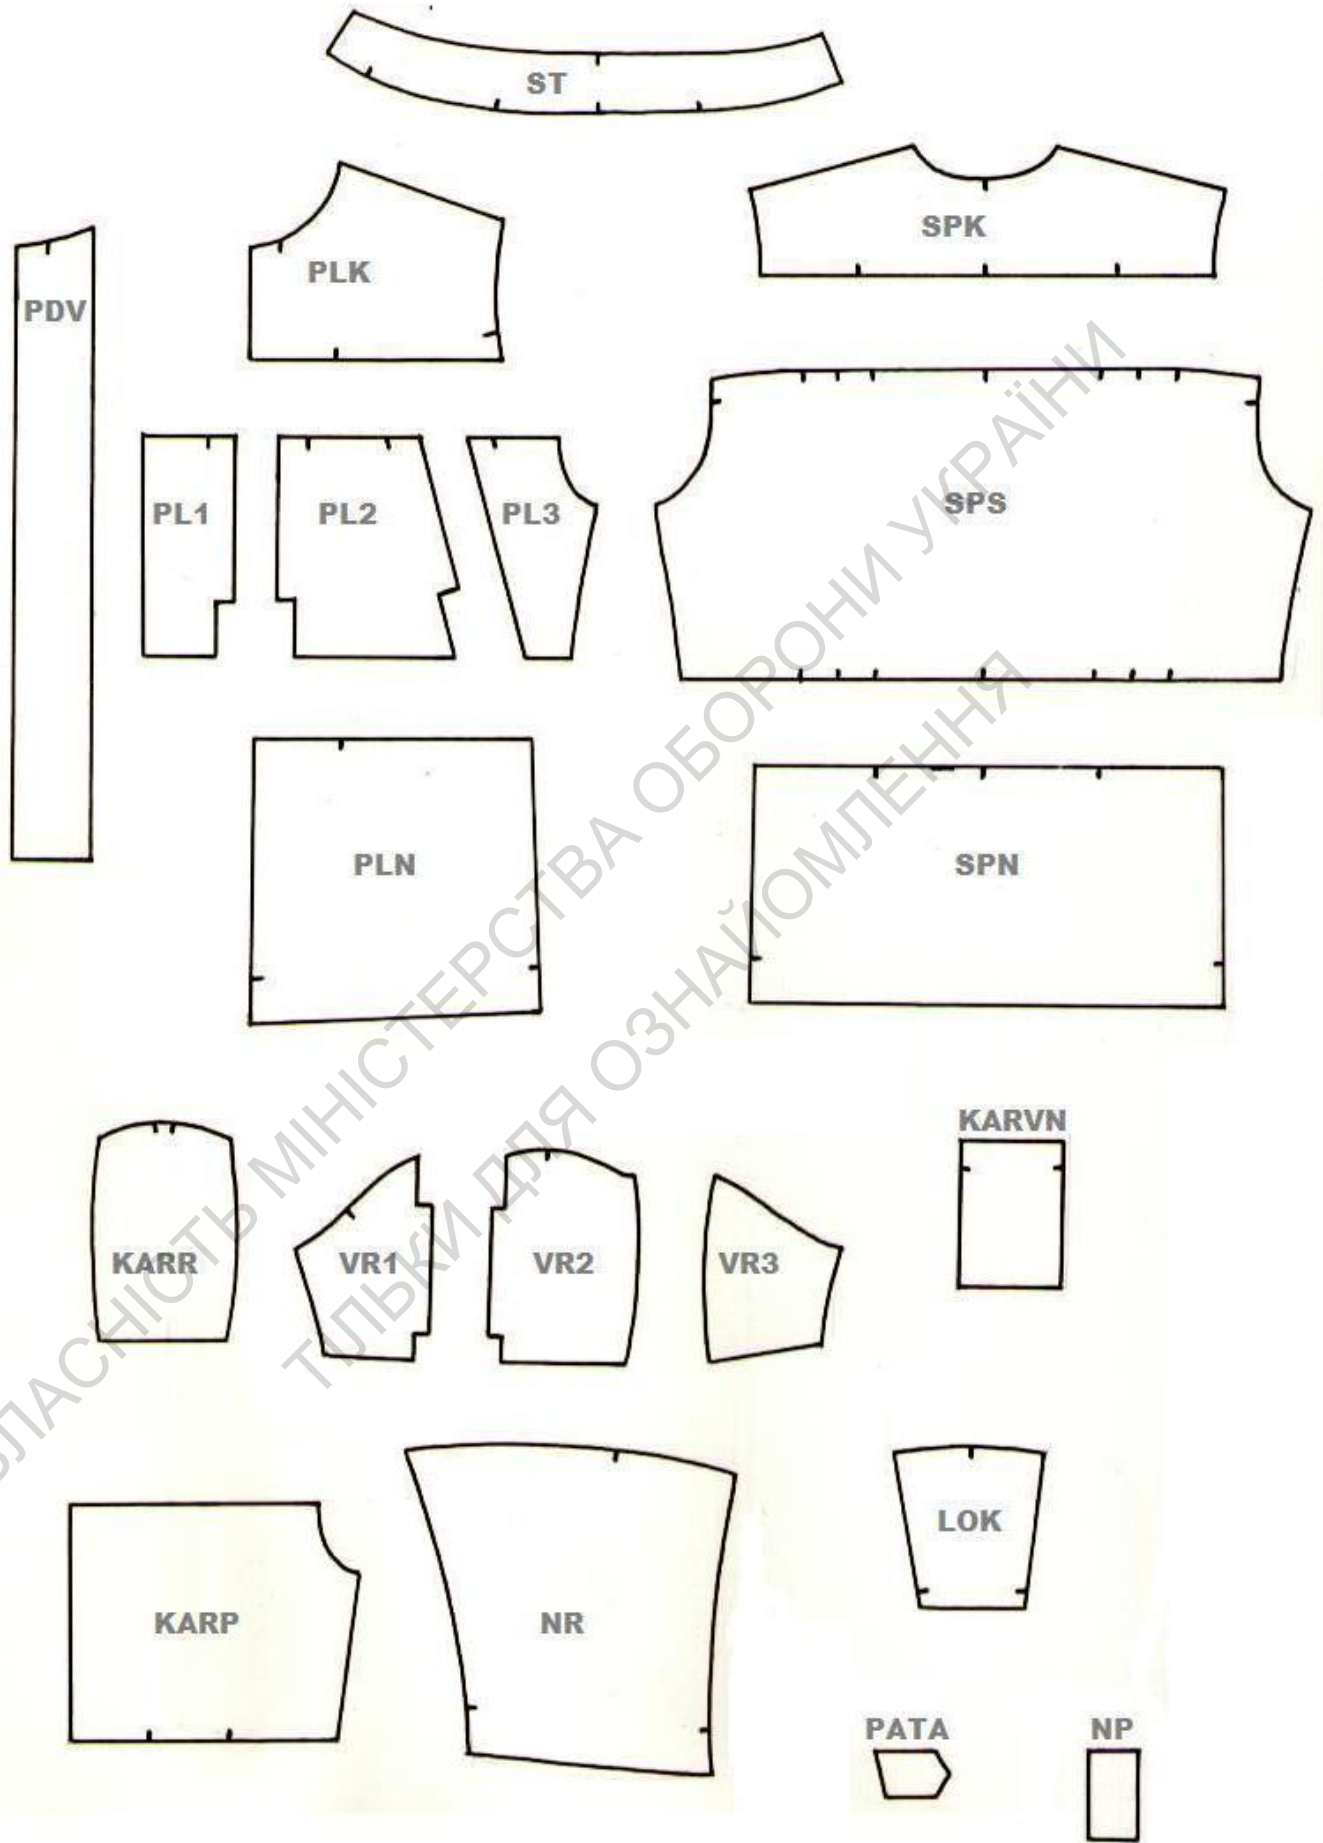 ST
SPK
PLK
PDV
PL1 PL2 PL3
SPS
PLN
SPN
KARVN
KARR VR1 VR2 VR3
LOK
KARP
NR
PATA
NP
ВЛАСНІСТЬ МІНІСТЕРСТВА ОБОРОНИ УКРАЇНИ
ТІЛЬКИ ДЛЯ ОЗНАЙОМЛЕННЯ